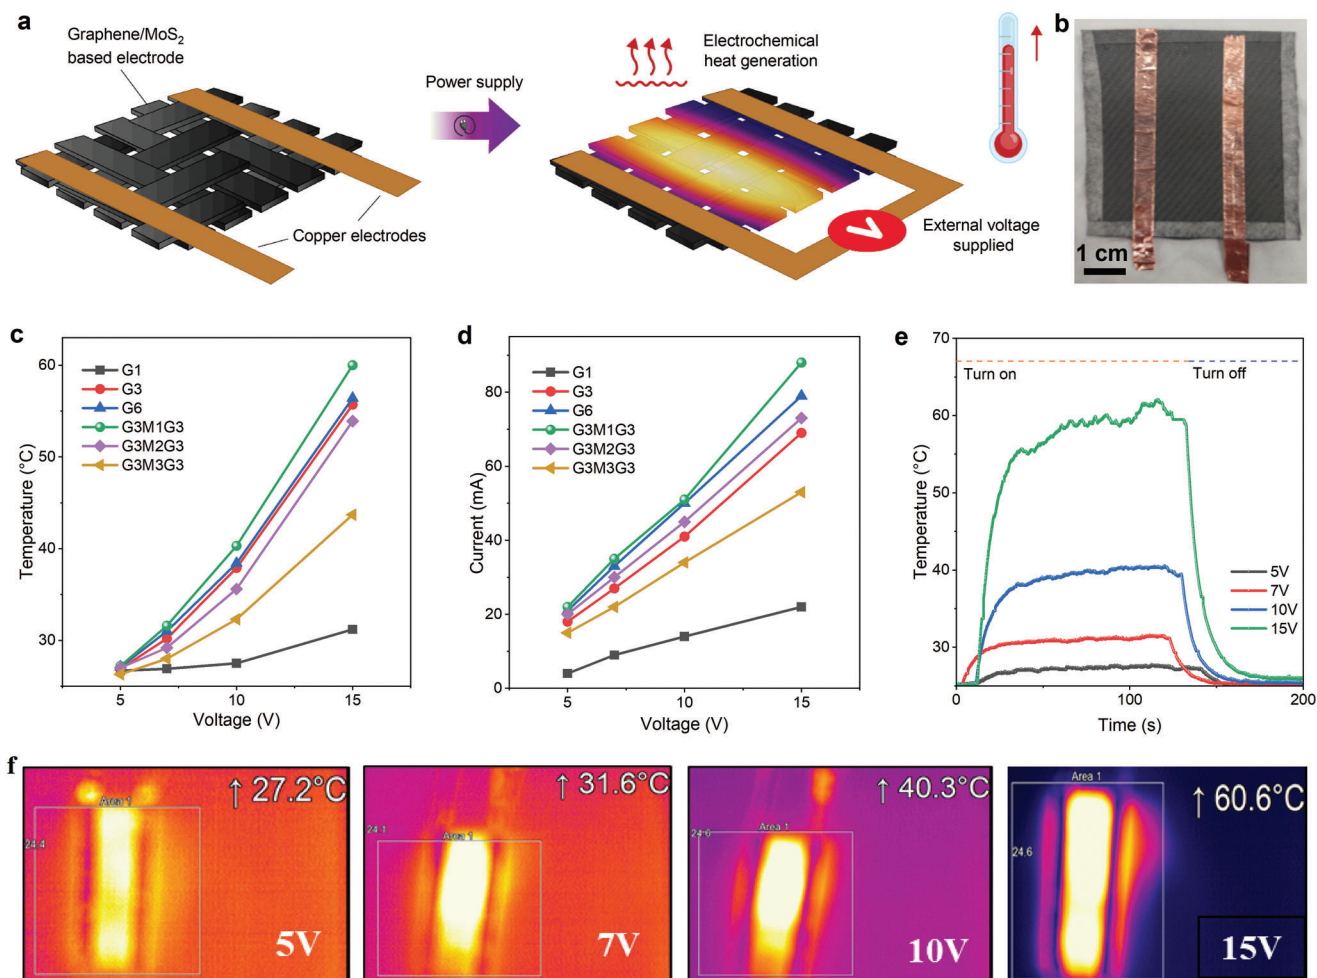 a
Graphene/MoS2
based electrode
Power supply
Copper electrodes
Electrochemical
heat generation
V
External voltage
supplied
b
1 cm
c
60
50
40
30
Temperature (°C)
G1
G3
G6
G3M1G3
G3M2G3
G3M3G3
5
10
15
Voltage (V)
d
80
60
40
20
0
Current (mA)
G1
G3
G6
G3M1G3
G3M2G3
G3M3G3
5
10
15
Voltage (V)
e
70
60
50
40
30
Temperature (°C)
Turn on
Turn off
5V
7V
10V
15V
0
100
200
Time (s)
f
↑ 27.2°C
Area 1
24.4
5V
↑ 31.6°C
24.1
Area 1
7V
↑ 40.3°C
24.6
Area 1
10V
Area 1
↑ 60.6°C
24.6
15V